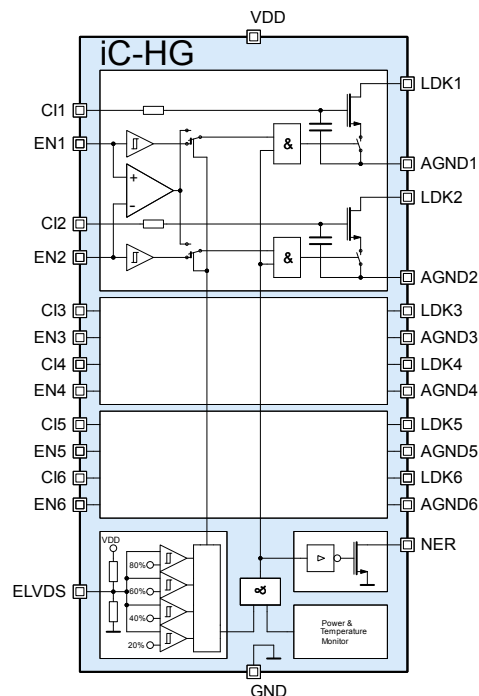 VDD
iC-HG
CI1
EN1
CI2
EN2
CI3
EN3
CI4
EN4
CI5
EN5
CI6
EN6
ELVDS
LDK1
AGND1
LDK2
AGND2
LDK3
AGND3
LDK4
AGND4
LDK5
AGND5
LDK6
AGND6
NER
+
-
&
&
VDD
80%
60%
40%
20%
&
Power &
Temperature
Monitor
GND